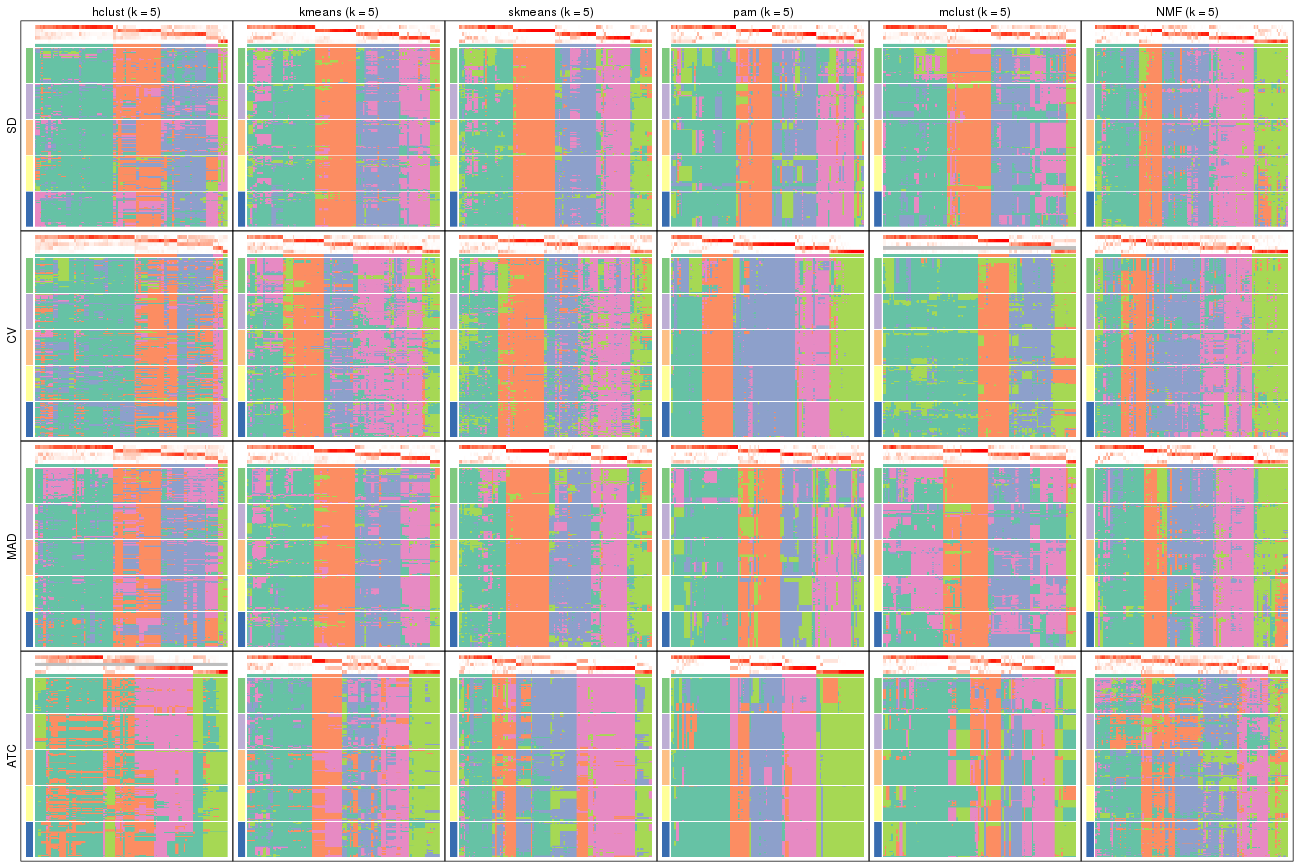 hclust (k = 5) kmeans (k = 5) skmeans (k = 5) pam (k = 5) mclust (k = 5) NMF (k = 5)
SD
CV
MAD
ATC